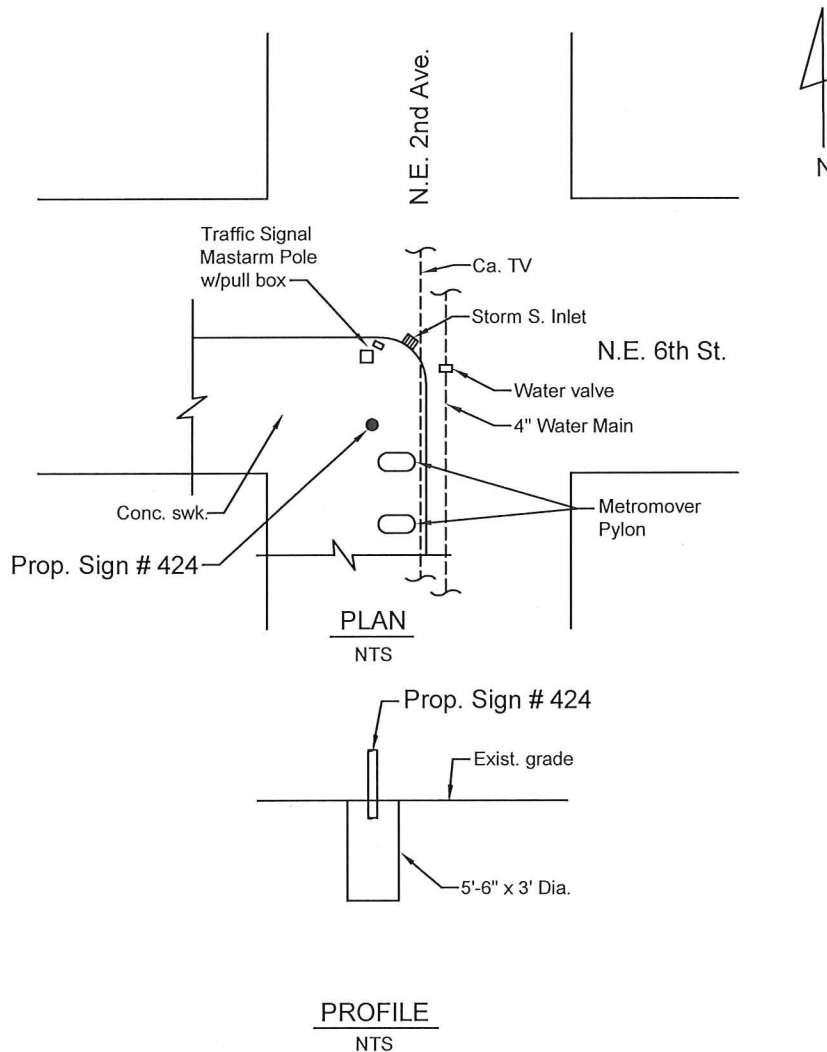 N.E. 2nd Ave.
N
Traffic Signal
Mastarm Pole
w/pull box
Ca. TV
Storm S. Inlet
N.E. 6th St.
Water valve
4" Water Main
Conc. swk.
Metromover
Pylon
Prop. Sign # 424
PLAN
NTS
Prop. Sign # 424
Exist. grade
5'-6" x 3' Dia.
PROFILE
NTS